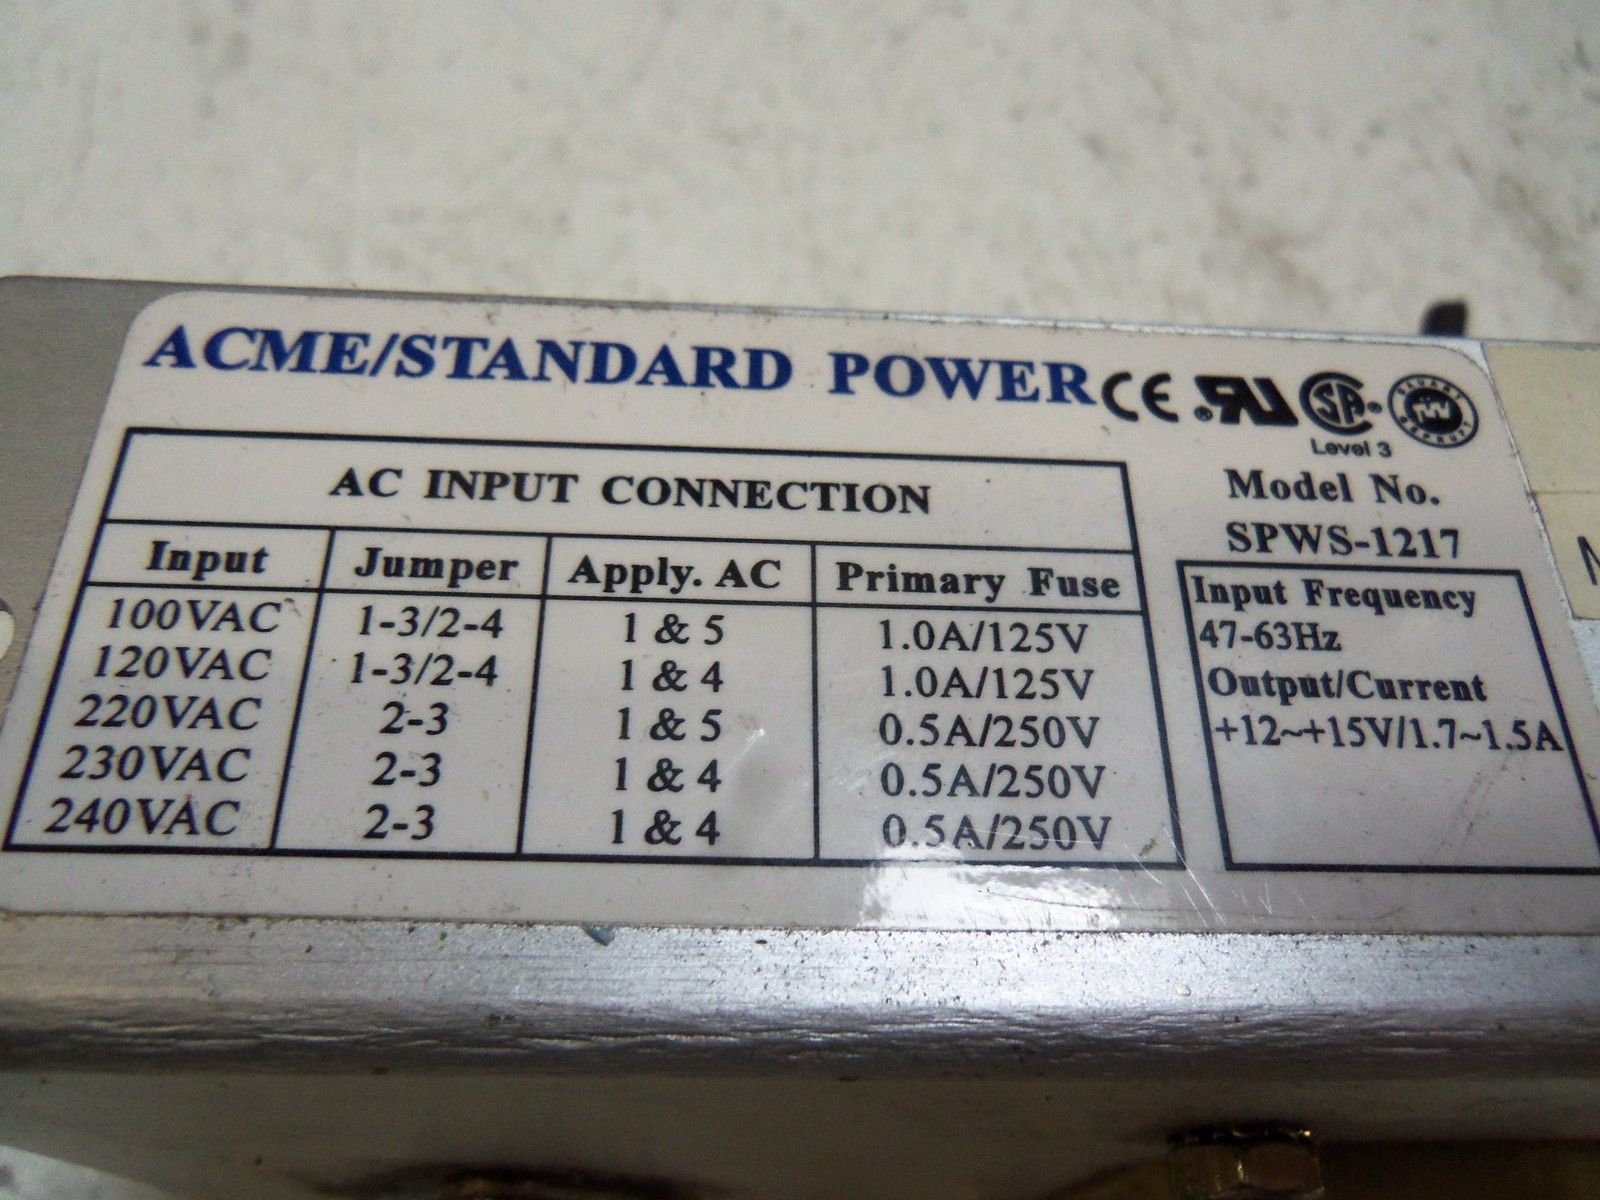 ACME/STANDARD POWER CE
Level 3
AC INPUT CONNECTION
Input Jumper Apply. AC Primary Fuse
100VAC 1-3/2-4 1 & 5 1.0A/125V
120VAC 1-3/2-4 1 & 4 1.0A/125V
220VAC 2-3 1 & 5 0.5A/250V
230VAC 2-3 1 & 4 0.5A/250V
240VAC 2-3 1 & 4 0.5A/250V
Model No.
SPWS-1217
Input Frequency
47-63Hz
Output/Current
+12~+15V/1.7~1.5A